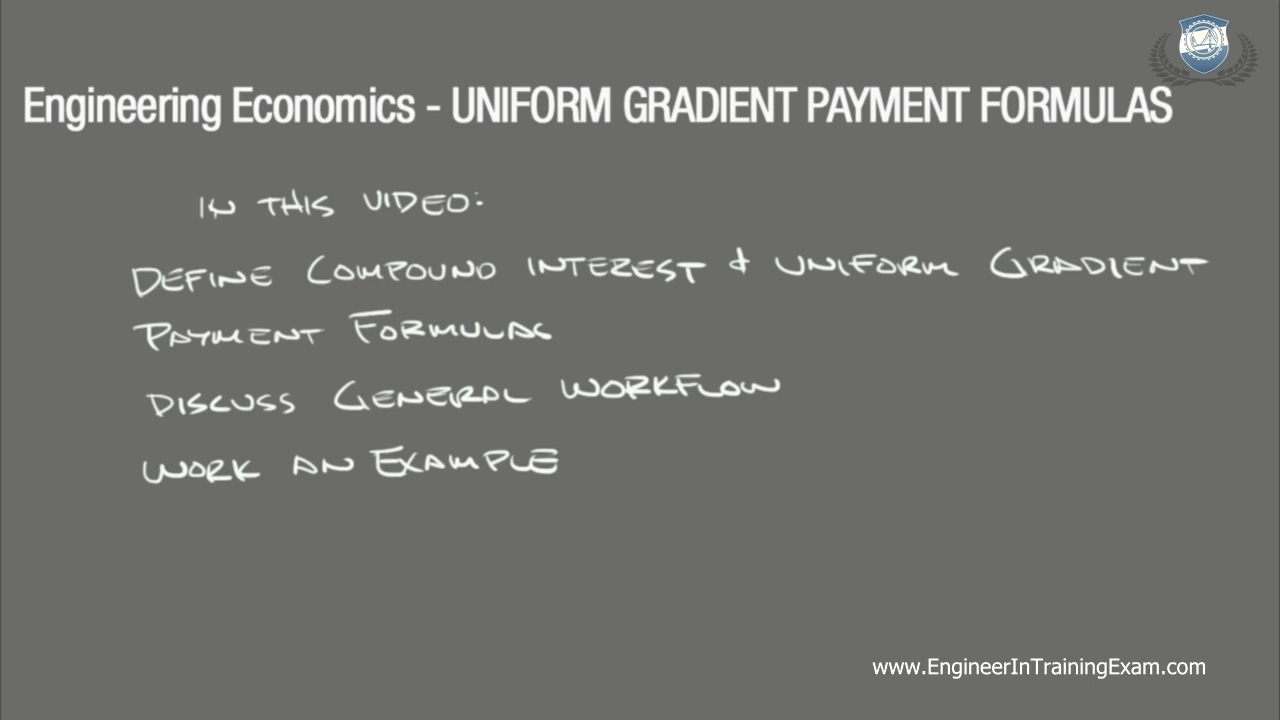 Engineering Economics - UNIFORM GRADIENT PAYMENT FORMULAS
IN THIS VIDEO:
DEFINE COMPOUND INTEREST & UNIFORM GRADIENT
PAYMENT FORMULAS
DISCUSS GENERAL WORKFLOW
WORK AN EXAMPLE
www.EngineerInTrainingExam.com